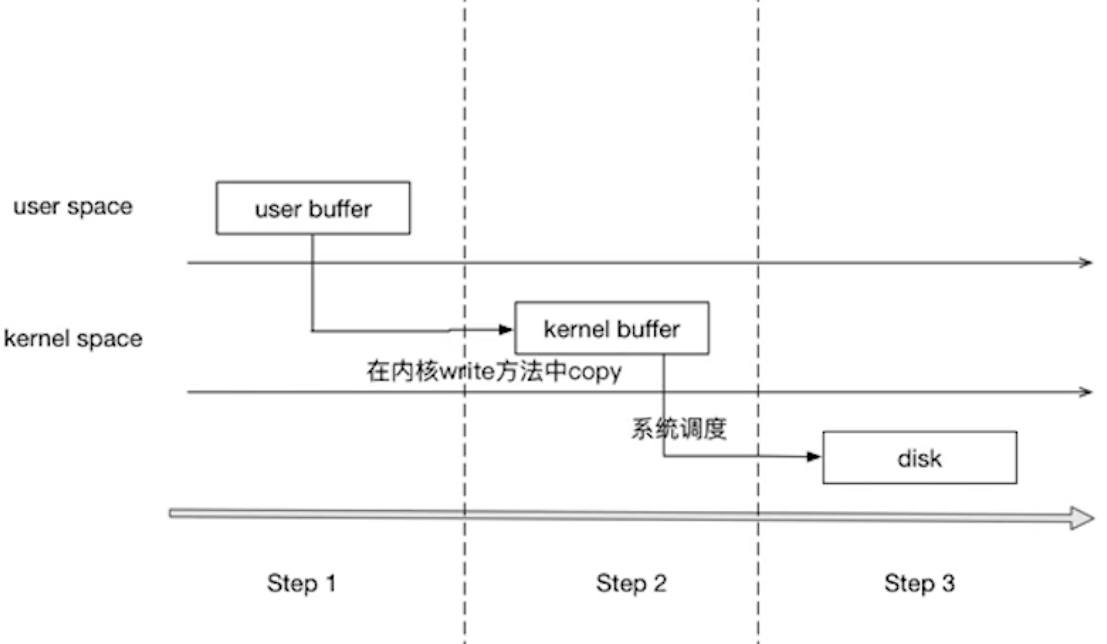 user space
user buffer
kernel space
kernel buffer
在内核write方法中copy
系统调度
disk
Step 1
Step 2
Step 3